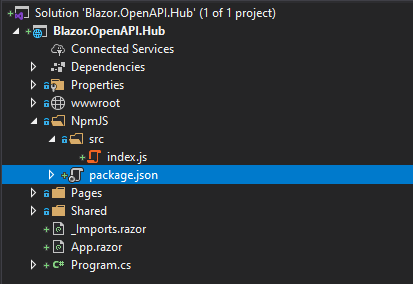 Solution 'Blazor.OpenAPI.Hub' (1 of 1 project)
Blazor.OpenAPI.Hub
Connected Services
Dependencies
Properties
wwwroot
NpmJS
src
index.js
package.json
Pages
Shared
_Imports.razor
App.razor
C# Program.cs